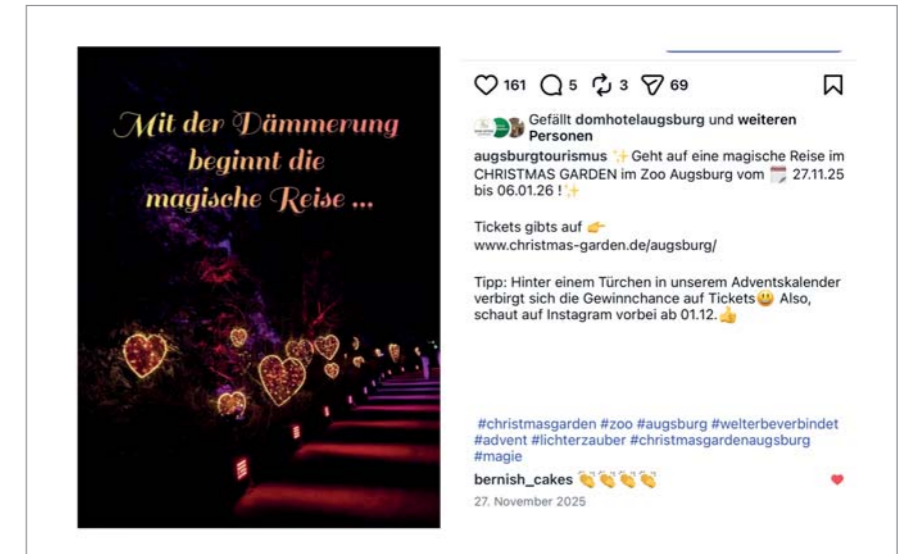 Mit der Dämmerung
beginnt die
magische Reise ...
161 5 3 69
Gefällt domhotelaugsburg und weiteren
Personen
augsburgtourismus ✨ Geht auf eine magische Reise im
CHRISTMAS GARDEN im Zoo Augsburg vom 🗓️ 27.11.25
bis 06.01.26 ! ✨
Tickets gibts auf 👉
www.christmas-garden.de/augsburg/
Tipp: Hinter einem Türchen in unserem Adventskalender
verbirgt sich die Gewinnchance auf Tickets😃 Also,
schaut auf Instagram vorbei ab 01.12.👍
#christmasgarden #zoo #augsburg #welterbeverbindet
#advent #lichterzauber #christmasgardenaugsburg
#magie
bernish_cakes 👏👏👏👏
27. November 2025